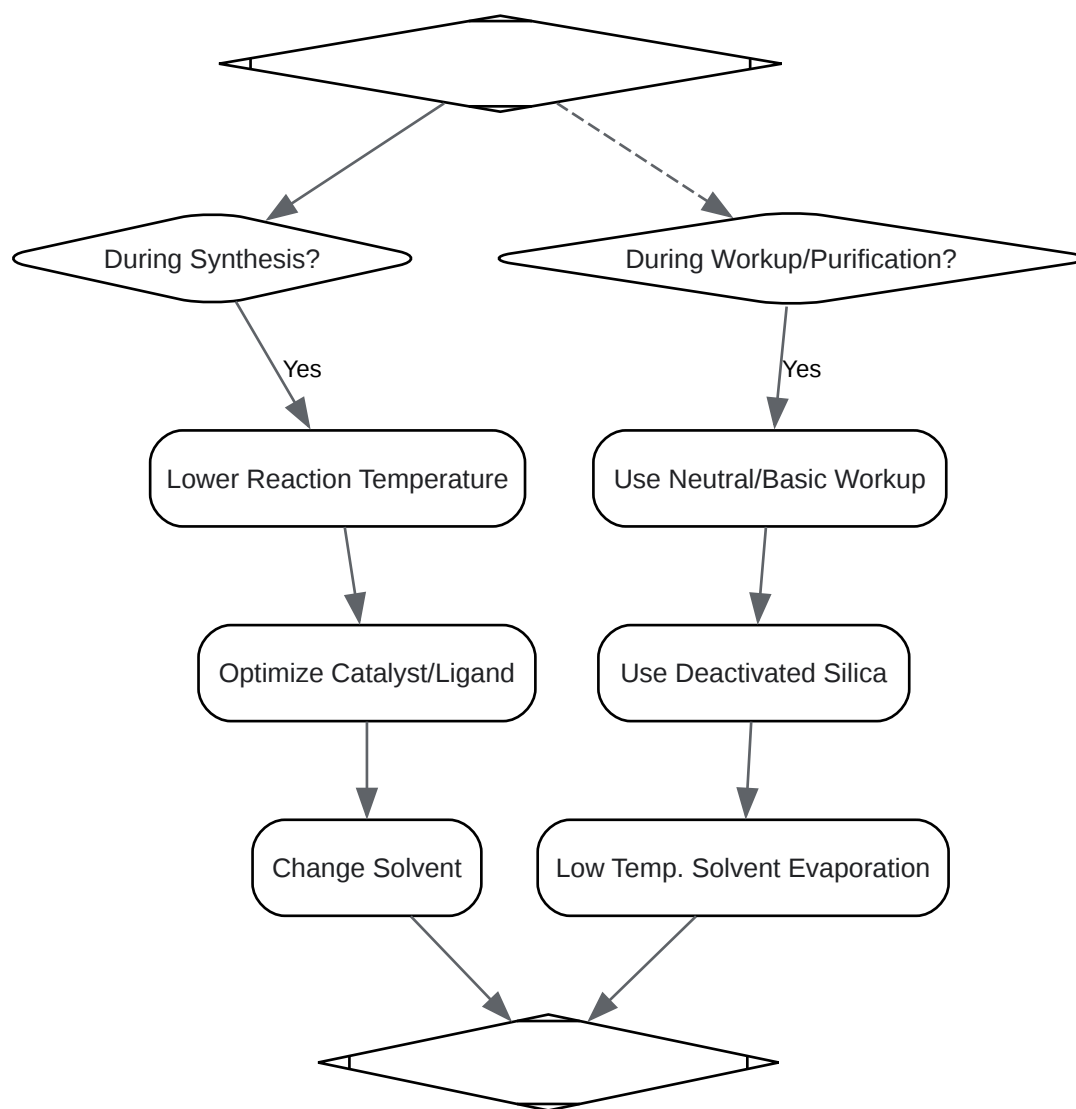 During Synthesis?
During Workup/Purification?
Yes
Yes
Lower Reaction Temperature
Use Neutral/Basic Workup
Optimize Catalyst/Ligand
Use Deactivated Silica
Change Solvent
Low Temp. Solvent Evaporation